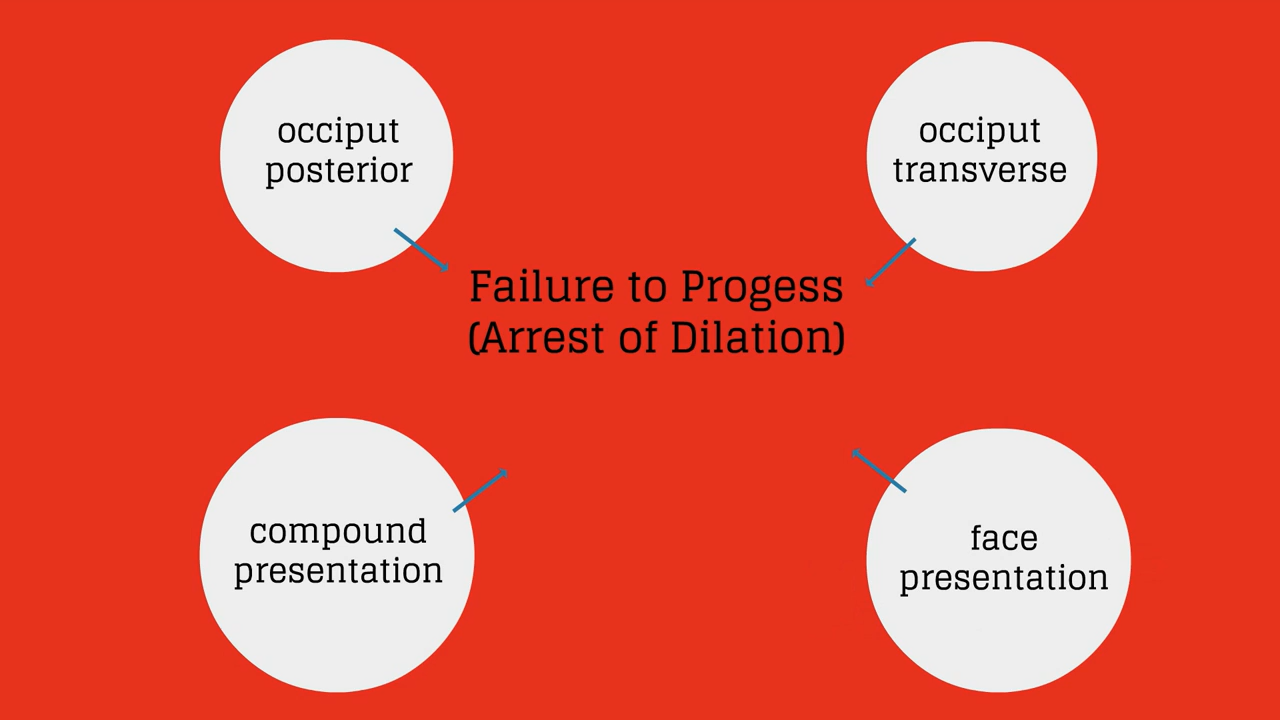 occiput
posterior
occiput
transverse
Failure to Progess
(Arrest of Dilation)
compound
presentation
face
presentation